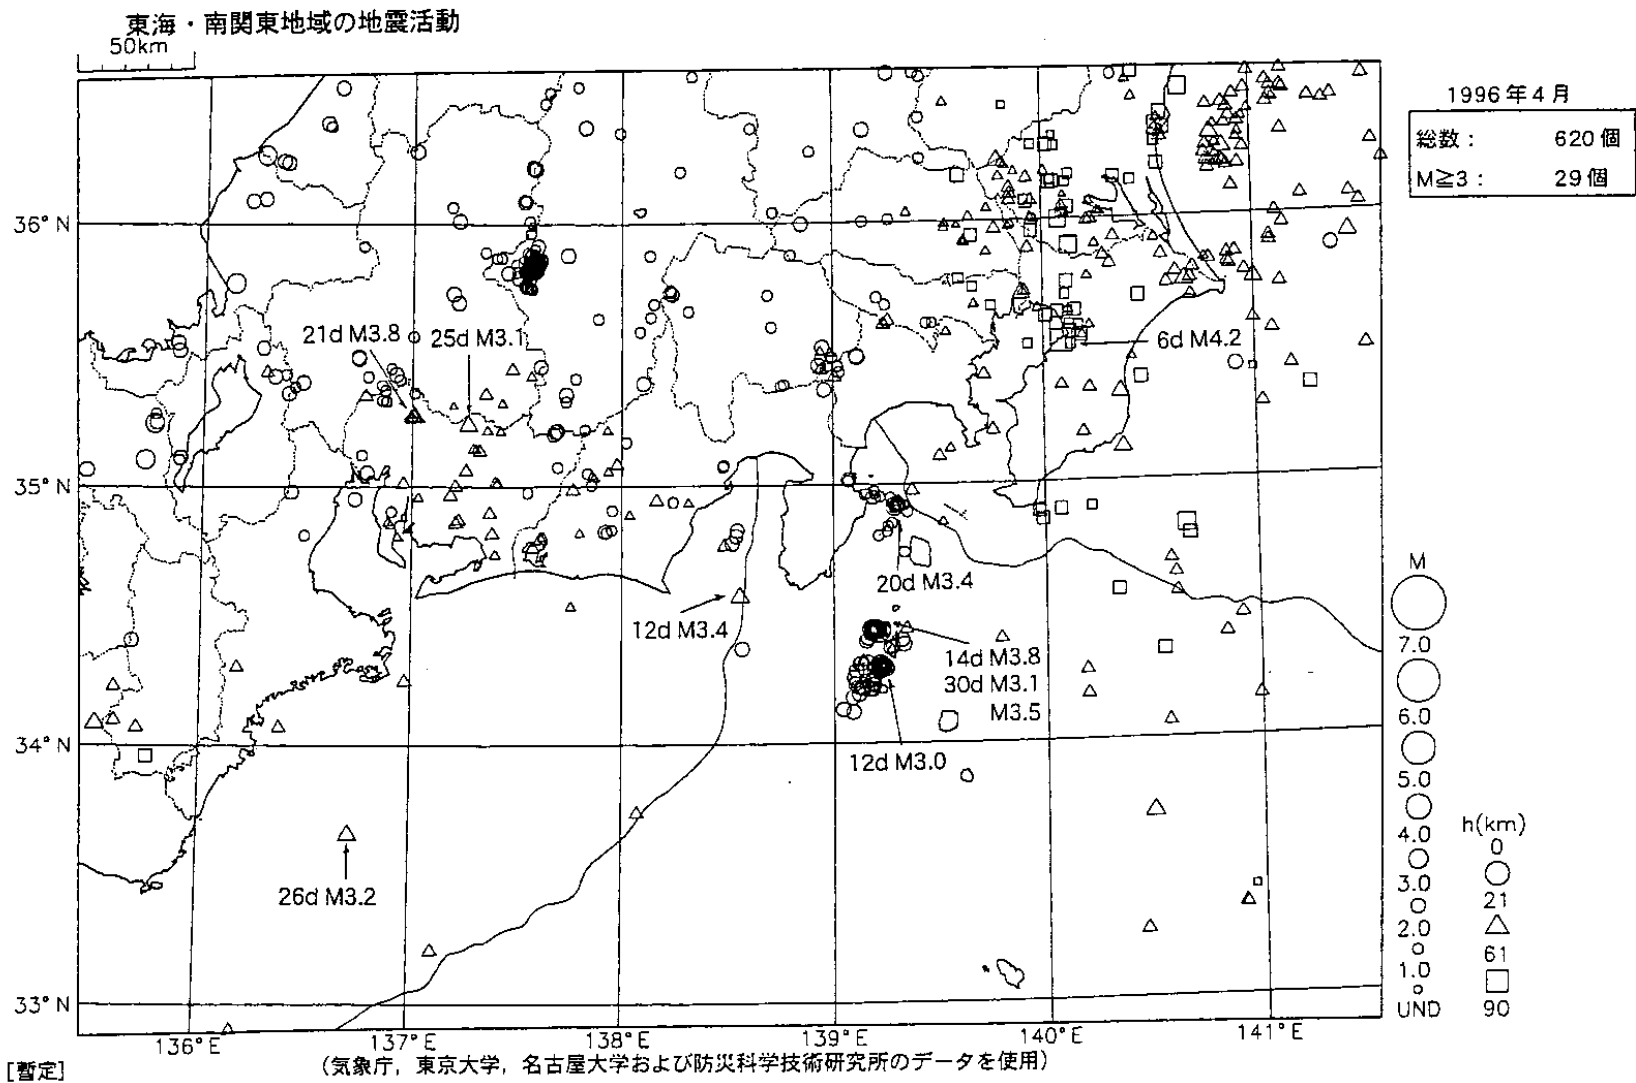 東海・南関東地域の地震活動
50km
1996年4月
総数： 620個
M≧3： 29個
36°N
35°N
34°N
33°N
21d M3.8
25d M3.1
6d M4.2
20d M3.4
12d M3.4
14d M3.8
30d M3.1
M3.5
12d M3.0
26d M3.2
M
7.0
6.0
5.0
4.0
3.0
2.0
1.0
UND
h(km)
0
21
61
90
136°E
137°E
138°E
139°E
140°E
141°E
[暫定]
（気象庁，東京大学，名古屋大学および防災科学技術研究所のデータを使用）